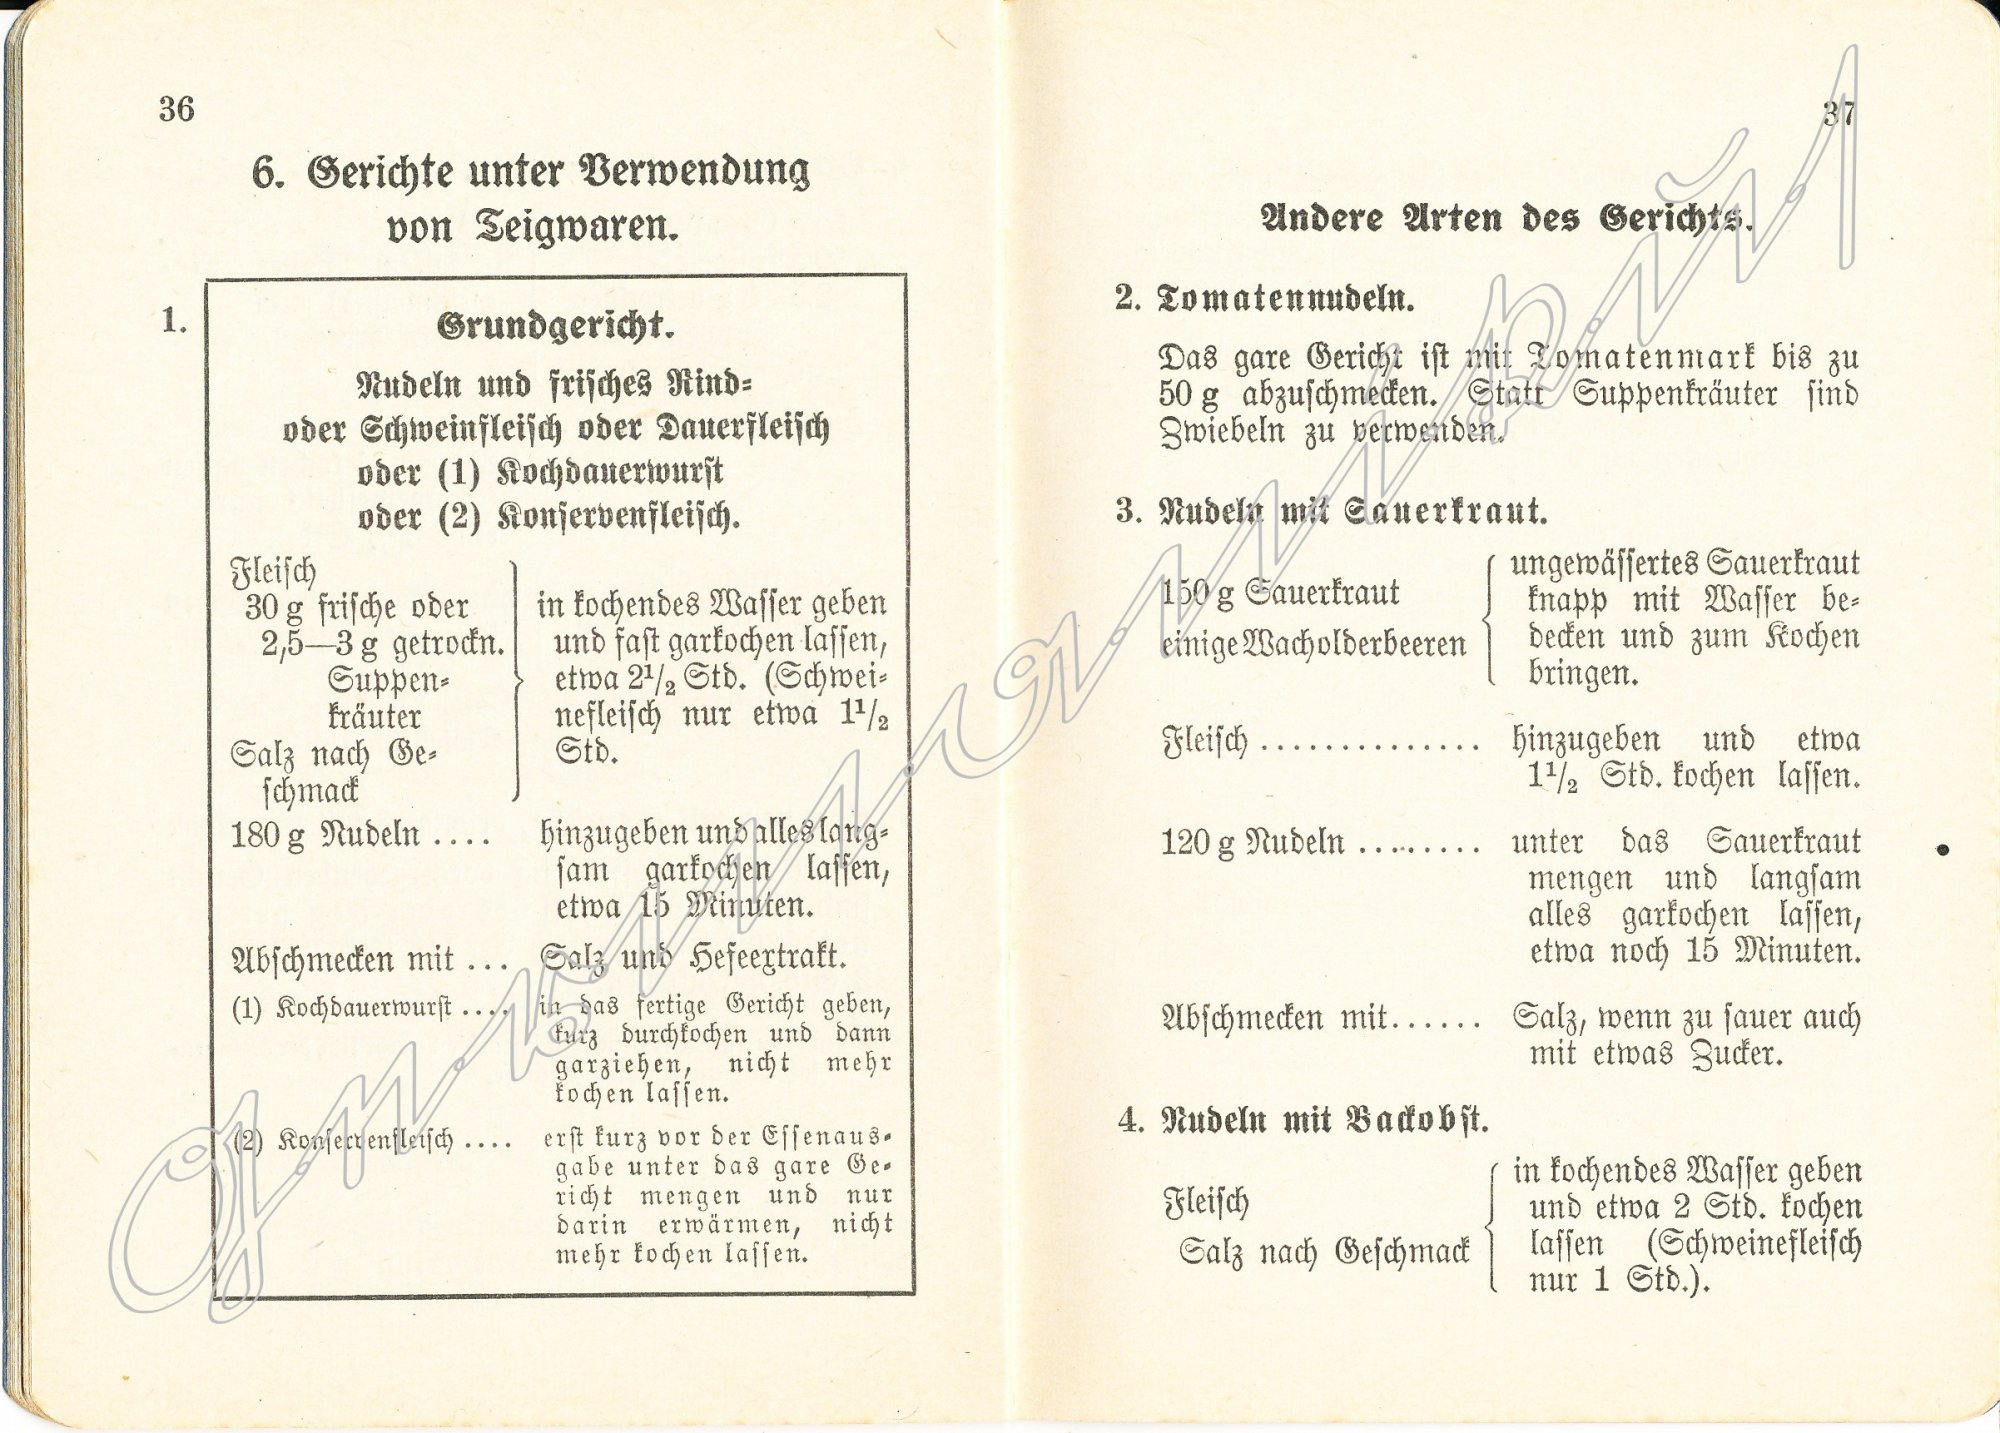 36
6. Gerichte unter Verwendung
von Teigwaren.
1.
Grundgericht.
Nudeln und frisches Rind-
oder Schweinfleisch oder Dauerfleisch
oder (1) Kochdauerwurst
oder (2) Konservenfleisch.
Fleisch
30 g frische oder
2,5—3 g getrockn.
Suppen-
kräuter
Salz nach Ge-
schmack
in kochendes Wasser geben
und fast garkochen lassen,
etwa 2½ Std. (Schwei-
nefleisch nur etwa 1½
Std.
180 g Nudeln .... hinzugeben und alles lang-
sam garkochen lassen,
etwa 15 Minuten.
Abschmecken mit ... Salz und Hefeextrakt.
(1) Kochdauerwurst .... in das fertige Gericht geben,
kurz durchkochen und dann
garziehen, nicht mehr
kochen lassen.
(2) Konservenfleisch .... erst kurz vor der Essenaus-
gabe unter das gare Ge-
richt mengen und nur
darin erwärmen, nicht
mehr kochen lassen.
37
Andere Arten des Gerichts.
2. Tomatennudeln.
Das gare Gericht ist mit Tomatenmark bis zu
50 g abzuschmecken. Statt Suppenkräuter sind
Zwiebeln zu verwenden.
3. Nudeln mit Sauerkraut.
150 g Sauerkraut
einige Wacholderbeeren
ungewässertes Sauerkraut
knapp mit Wasser be-
decken und zum Kochen
bringen.
Fleisch .............. hinzugeben und etwa
1½ Std. kochen lassen.
120 g Nudeln ........ unter das Sauerkraut
mengen und langsam
alles garkochen lassen,
etwa noch 15 Minuten.
Abschmecken mit...... Salz, wenn zu sauer auch
mit etwas Zucker.
4. Nudeln mit Backobst.
Fleisch
Salz nach Geschmack
in kochendes Wasser geben
und etwa 2 Std. kochen
lassen (Schweinefleisch
nur 1 Std.).